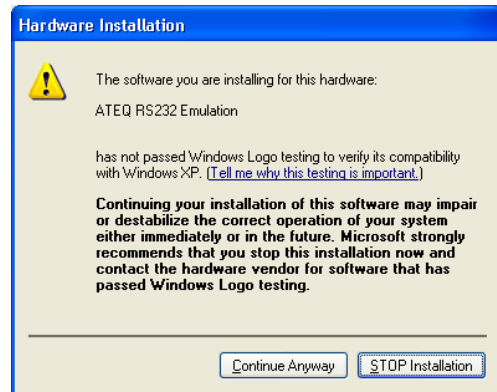 Hardware Installation
The software you are installing for this hardware:
ATEQ RS232 Emulation
has not passed Windows Logo testing to verify its compatibility
with Windows XP. (Tell me why this testing is important.)
Continuing your installation of this software may impair
or destabilize the correct operation of your system
either immediately or in the future. Microsoft strongly
recommends that you stop this installation now and
contact the hardware vendor for software that has
passed Windows Logo testing.
Continue Anyway
STOP Installation